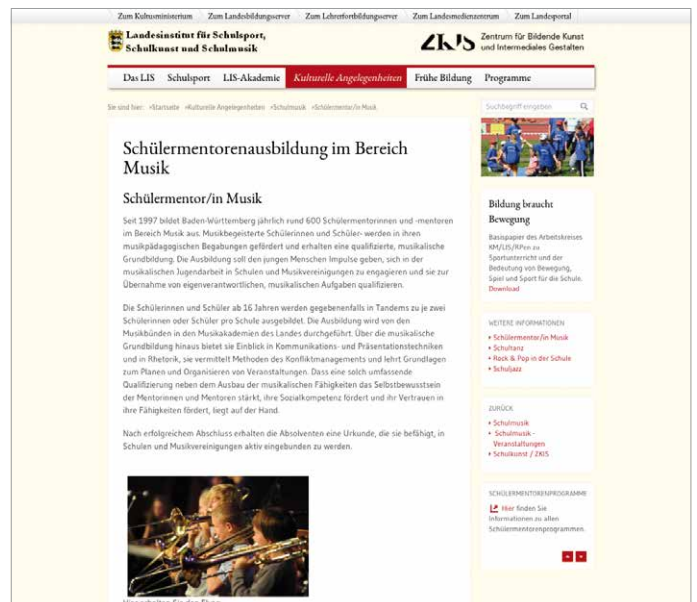 Zum Kultusministerium Zum Landesbildungsserver Zum Lehrerfortbildungsserver Zum Landesmedienzentrum Zum Landesportal
Landesinstitut für Schulsport,
Schulkunst und Schulmusik
ZKIS Zentrum für Bildende Kunst
und Intermediales Gestalten
Das LIS Schulsport LIS-Akademie Kulturelle Angelegenheiten Frühe Bildung Programme
Sie sind hier: »Startseite »Kulturelle Angelegenheiten »Schulmusik »Schülermentor/in Musik
Suchbegriff eingeben
Schülermentorenausbildung im Bereich
Musik
Schülermentor/in Musik
Seit 1997 bildet Baden-Württemberg jährlich rund 600 Schülermentorinnen und -mentoren
im Bereich Musik aus. Musikbegeisterte Schülerinnen und Schüler- werden in ihren
musikpädagogischen Begabungen gefördert und erhalten eine qualifizierte, musikalische
Grundbildung. Die Ausbildung soll den jungen Menschen Impulse geben, sich in der
musikalischen Jugendarbeit in Schulen und Musikvereinigungen zu engagieren und sie zur
Übernahme von eigenverantwortlichen, musikalischen Aufgaben qualifizieren.
Die Schülerinnen und Schüler ab 16 Jahren werden gegebenenfalls in Tandems zu je zwei
Schülerinnen oder Schüler pro Schule ausgebildet. Die Ausbildung wird von den
Musikbünden in den Musikakademien des Landes durchgeführt. Über die musikalische
Grundbildung hinaus bietet sie Einblick in Kommunikations- und Präsentationstechniken
und in Rhetorik, sie vermittelt Methoden des Konfliktmanagements und lehrt Grundlagen
zum Planen und Organisieren von Veranstaltungen. Dass eine solch umfassende
Qualifizierung neben dem Ausbau der musikalischen Fähigkeiten das Selbstbewusstsein
der Mentorinnen und Mentoren stärkt, ihre Sozialkompetenz fördert und ihr Vertrauen in
ihre Fähigkeiten fördert, liegt auf der Hand.
Nach erfolgreichem Abschluss erhalten die Absolventen eine Urkunde, die sie befähigt, in
Schulen und Musikvereinigungen aktiv eingebunden zu werden.
Bildung braucht
Bewegung
Basispapier des Arbeitskreises
KM/LIS/RPen zu
Sportunterricht und der
Bedeutung von Bewegung,
Spiel und Sport für die Schule.
Download
WEITERE INFORMATIONEN
Schülermentor/in Musik
Schultanz
Rock & Pop in der Schule
Schuljazz
ZURÜCK
Schulmusik
Schulmusik -
Veranstaltungen
Schulkunst / ZKIS
SCHÜLERMENTORENPROGRAMME
Hier finden Sie
Informationen zu allen
Schülermentorenprogrammen.